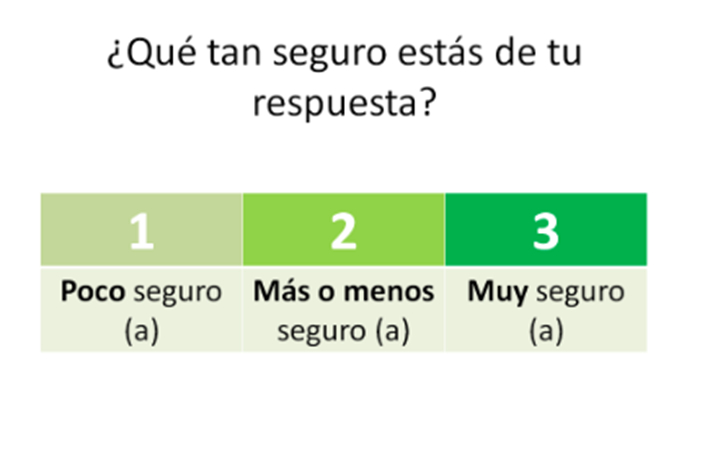 ¿Qué tan seguro estás de tu
respuesta?
1 2 3
Poco seguro Más o menos Muy seguro
(a) seguro (a) (a)